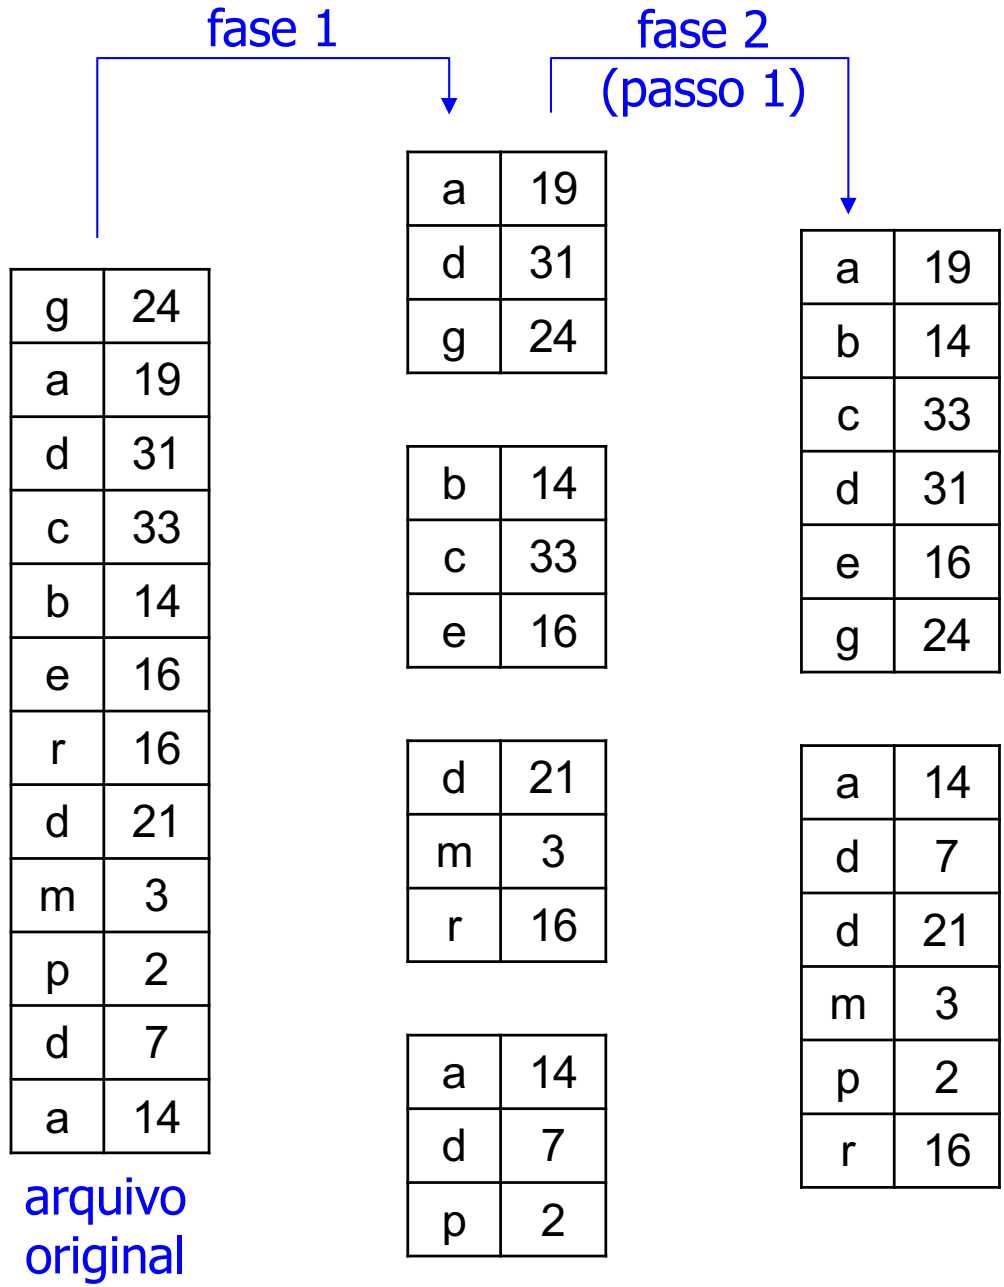 fase 1
fase 2
(passo 1)
g 24
a 19
d 31
c 33
b 14
e 16
r 16
d 21
m 3
p 2
d 7
a 14
arquivo
original
a 19
d 31
g 24
b 14
c 33
e 16
d 21
m 3
r 16
a 14
d 7
p 2
a 19
b 14
c 33
d 31
e 16
g 24
a 14
d 7
d 21
m 3
p 2
r 16